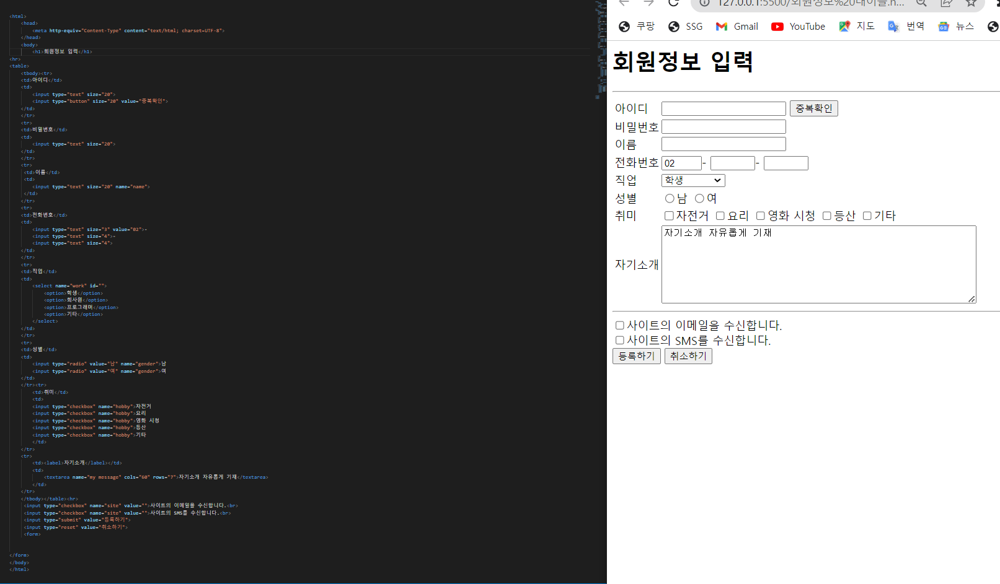 <html>
<head>
<meta http-equiv="Content-Type" content="text/html; charset=UTF-8">
</head>
<body>
<h1>회원정보 입력</h1>
<hr>
<table>
<tbody><tr>
<td>아이디</td>
<td>
<input type="text" size="20">
<input type="button" size="20" value="중복확인">
</td>
</tr>
<tr>
<td>비밀번호</td>
<td>
<input type="text" size="20">
</td>
</tr>
<tr>
<td>이름</td>
<td>
<input type="text" size="20" name="name">
</td>
</tr>
<tr>
<td>전화번호</td>
<td>
<input type="text" size="3" value="02">-
<input type="text" size="4">-
<input type="text" size="4">
</td>
</tr>
<tr>
<td>직업</td>
<td>
<select name="work" id="">
<option>학생</option>
<option>회사원</option>
<option>프로그래머</option>
<option>기타</option>
</select>
</td>
</tr>
<tr>
<td>성별</td>
<td>
<input type="radio" value="남" name="gender">남
<input type="radio" value="여" name="gender">여
</td>
</tr><tr>
<td>취미</td>
<td>
<input type="checkbox" name="hobby">자전거
<input type="checkbox" name="hobby">요리
<input type="checkbox" name="hobby">영화 시청
<input type="checkbox" name="hobby">등산
<input type="checkbox" name="hobby">기타
</td>
</tr>
<tr>
<td><label>자기소개</label></td>
<td>
<textarea name="my message" cols="60" rows="7">자기소개 자유롭게 기재</textarea>
</td>
</tr>
</tbody></table><hr>
<input type="checkbox" name="site" value="">사이트의 이메일을 수신합니다.<br>
<input type="checkbox" name="site" value="">사이트의 SMS를 수신합니다.<br>
<input type="submit" value="등록하기">
<input type="reset" value="취소하기">
<form>
</form>
</body>
</html>
127.0.0.1:5500/회원정보%20테이블.h...
쿠팡 SSG Gmail YouTube 지도 번역 뉴스
회원정보 입력
아이디 중복확인
비밀번호
이름
전화번호 02 - -
직업 학생
성별 남 여
취미 자전거 요리 영화 시청 등산 기타
자기소개 자유롭게 기재
자기소개
사이트의 이메일을 수신합니다.
사이트의 SMS를 수신합니다.
등록하기 취소하기